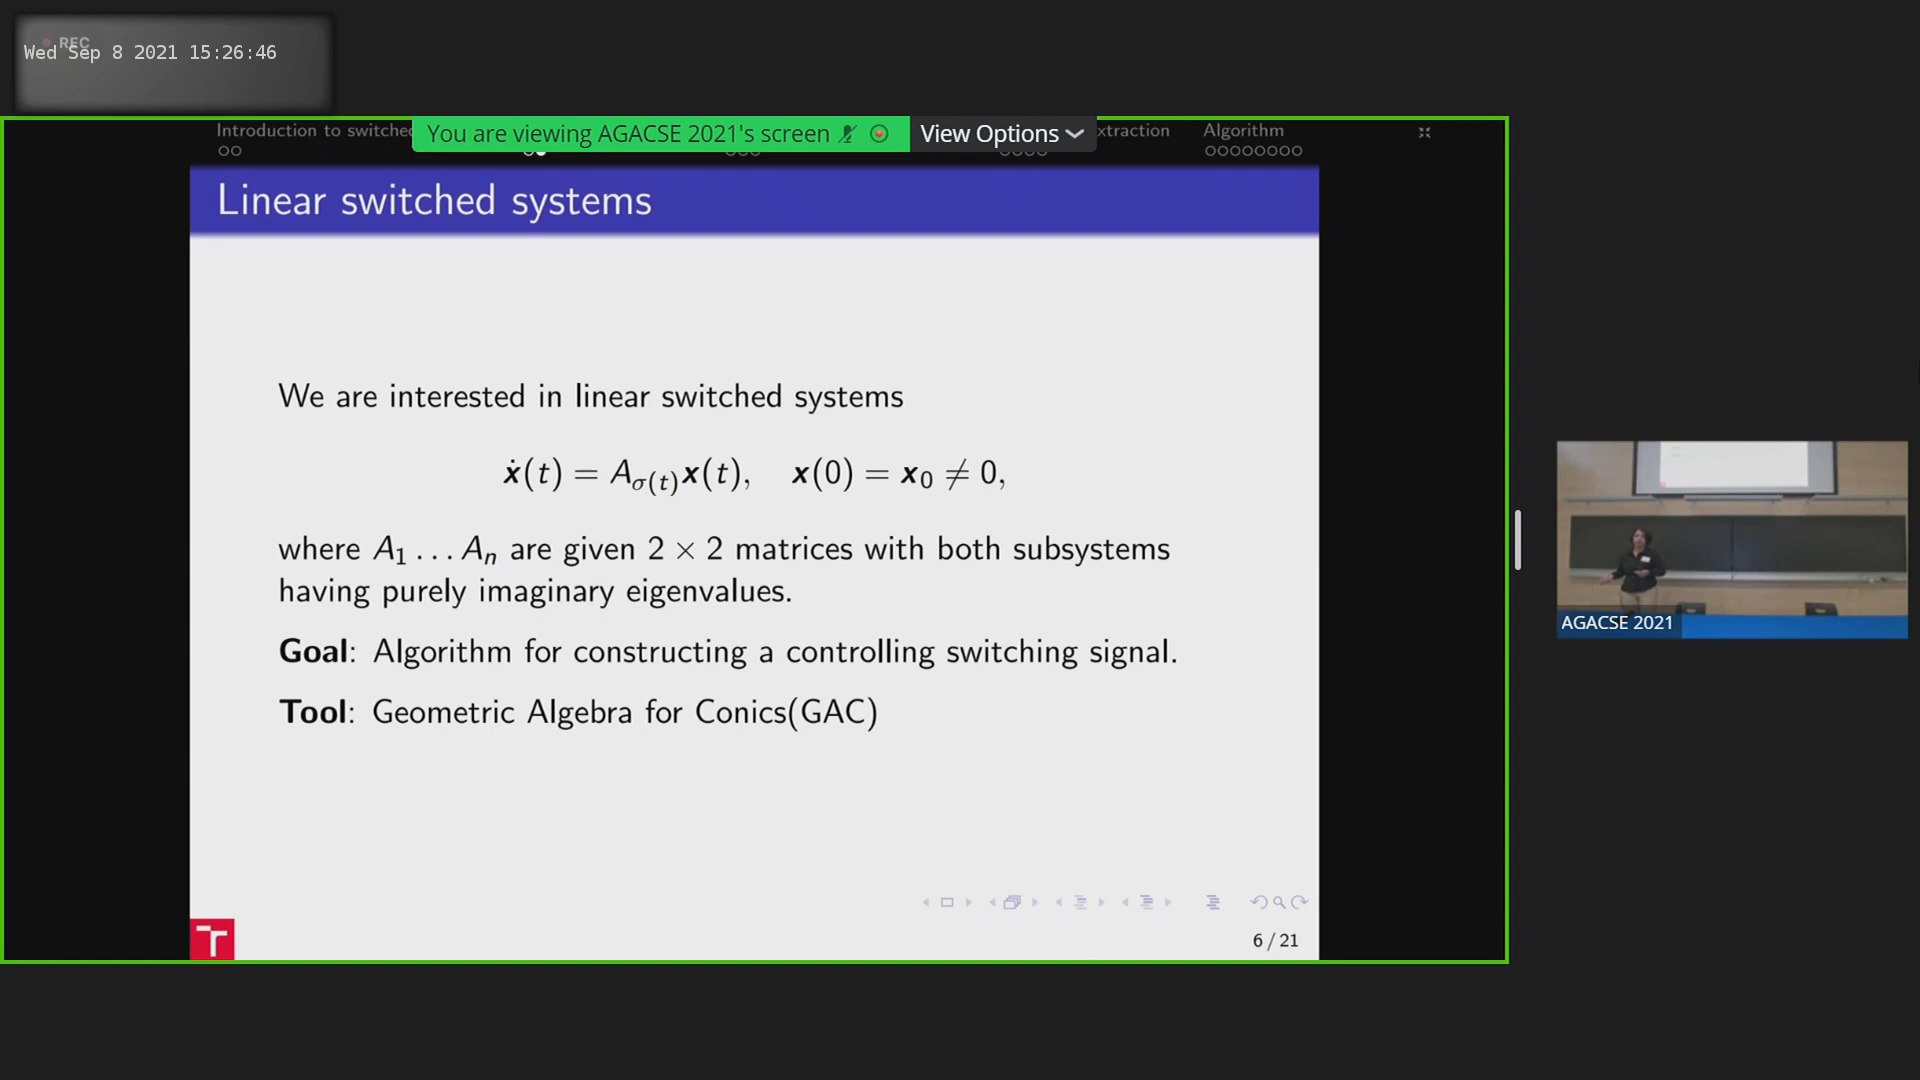 REC
Wed Sep 8 2021 15:26:46
Introduction to switched
You are viewing AGACSE 2021's screen
View Options
xtraction
Algorithm
Linear switched systems
We are interested in linear switched systems
ẋ(t) = A_σ(t) x(t), x(0) = x₀ ≠ 0,
where A₁ … Aₙ are given 2 × 2 matrices with both subsystems
having purely imaginary eigenvalues.
Goal: Algorithm for constructing a controlling switching signal.
Tool: Geometric Algebra for Conics(GAC)
6 / 21
AGACSE 2021